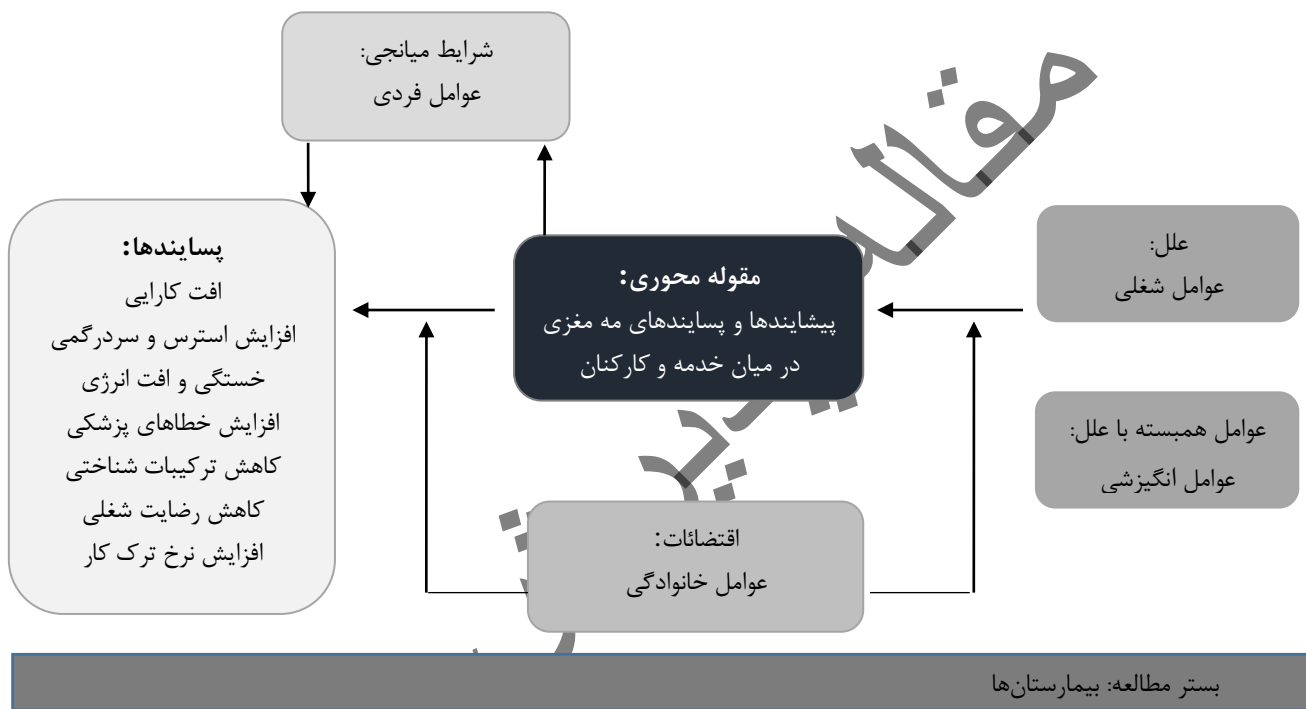 شرایط میانجی:
عوامل فردی
علل:
عوامل شغلی
مقوله محوری:
پیشایندها و پسایندهای مه مغزی
در میان خدمه و کارکنان
پسایندها:
افت کارایی
افزایش استرس و سردرگمی
خستگی و افت انرژی
افزایش خطاهای پزشکی
کاهش ترکیبات شناختی
کاهش رضایت شغلی
افزایش نرخ ترک کار
عوامل همبسته با علل:
عوامل انگیزشی
اقتضائات:
عوامل خانوادگی
بستر مطالعه: بیمارستان‌ها
مقاله